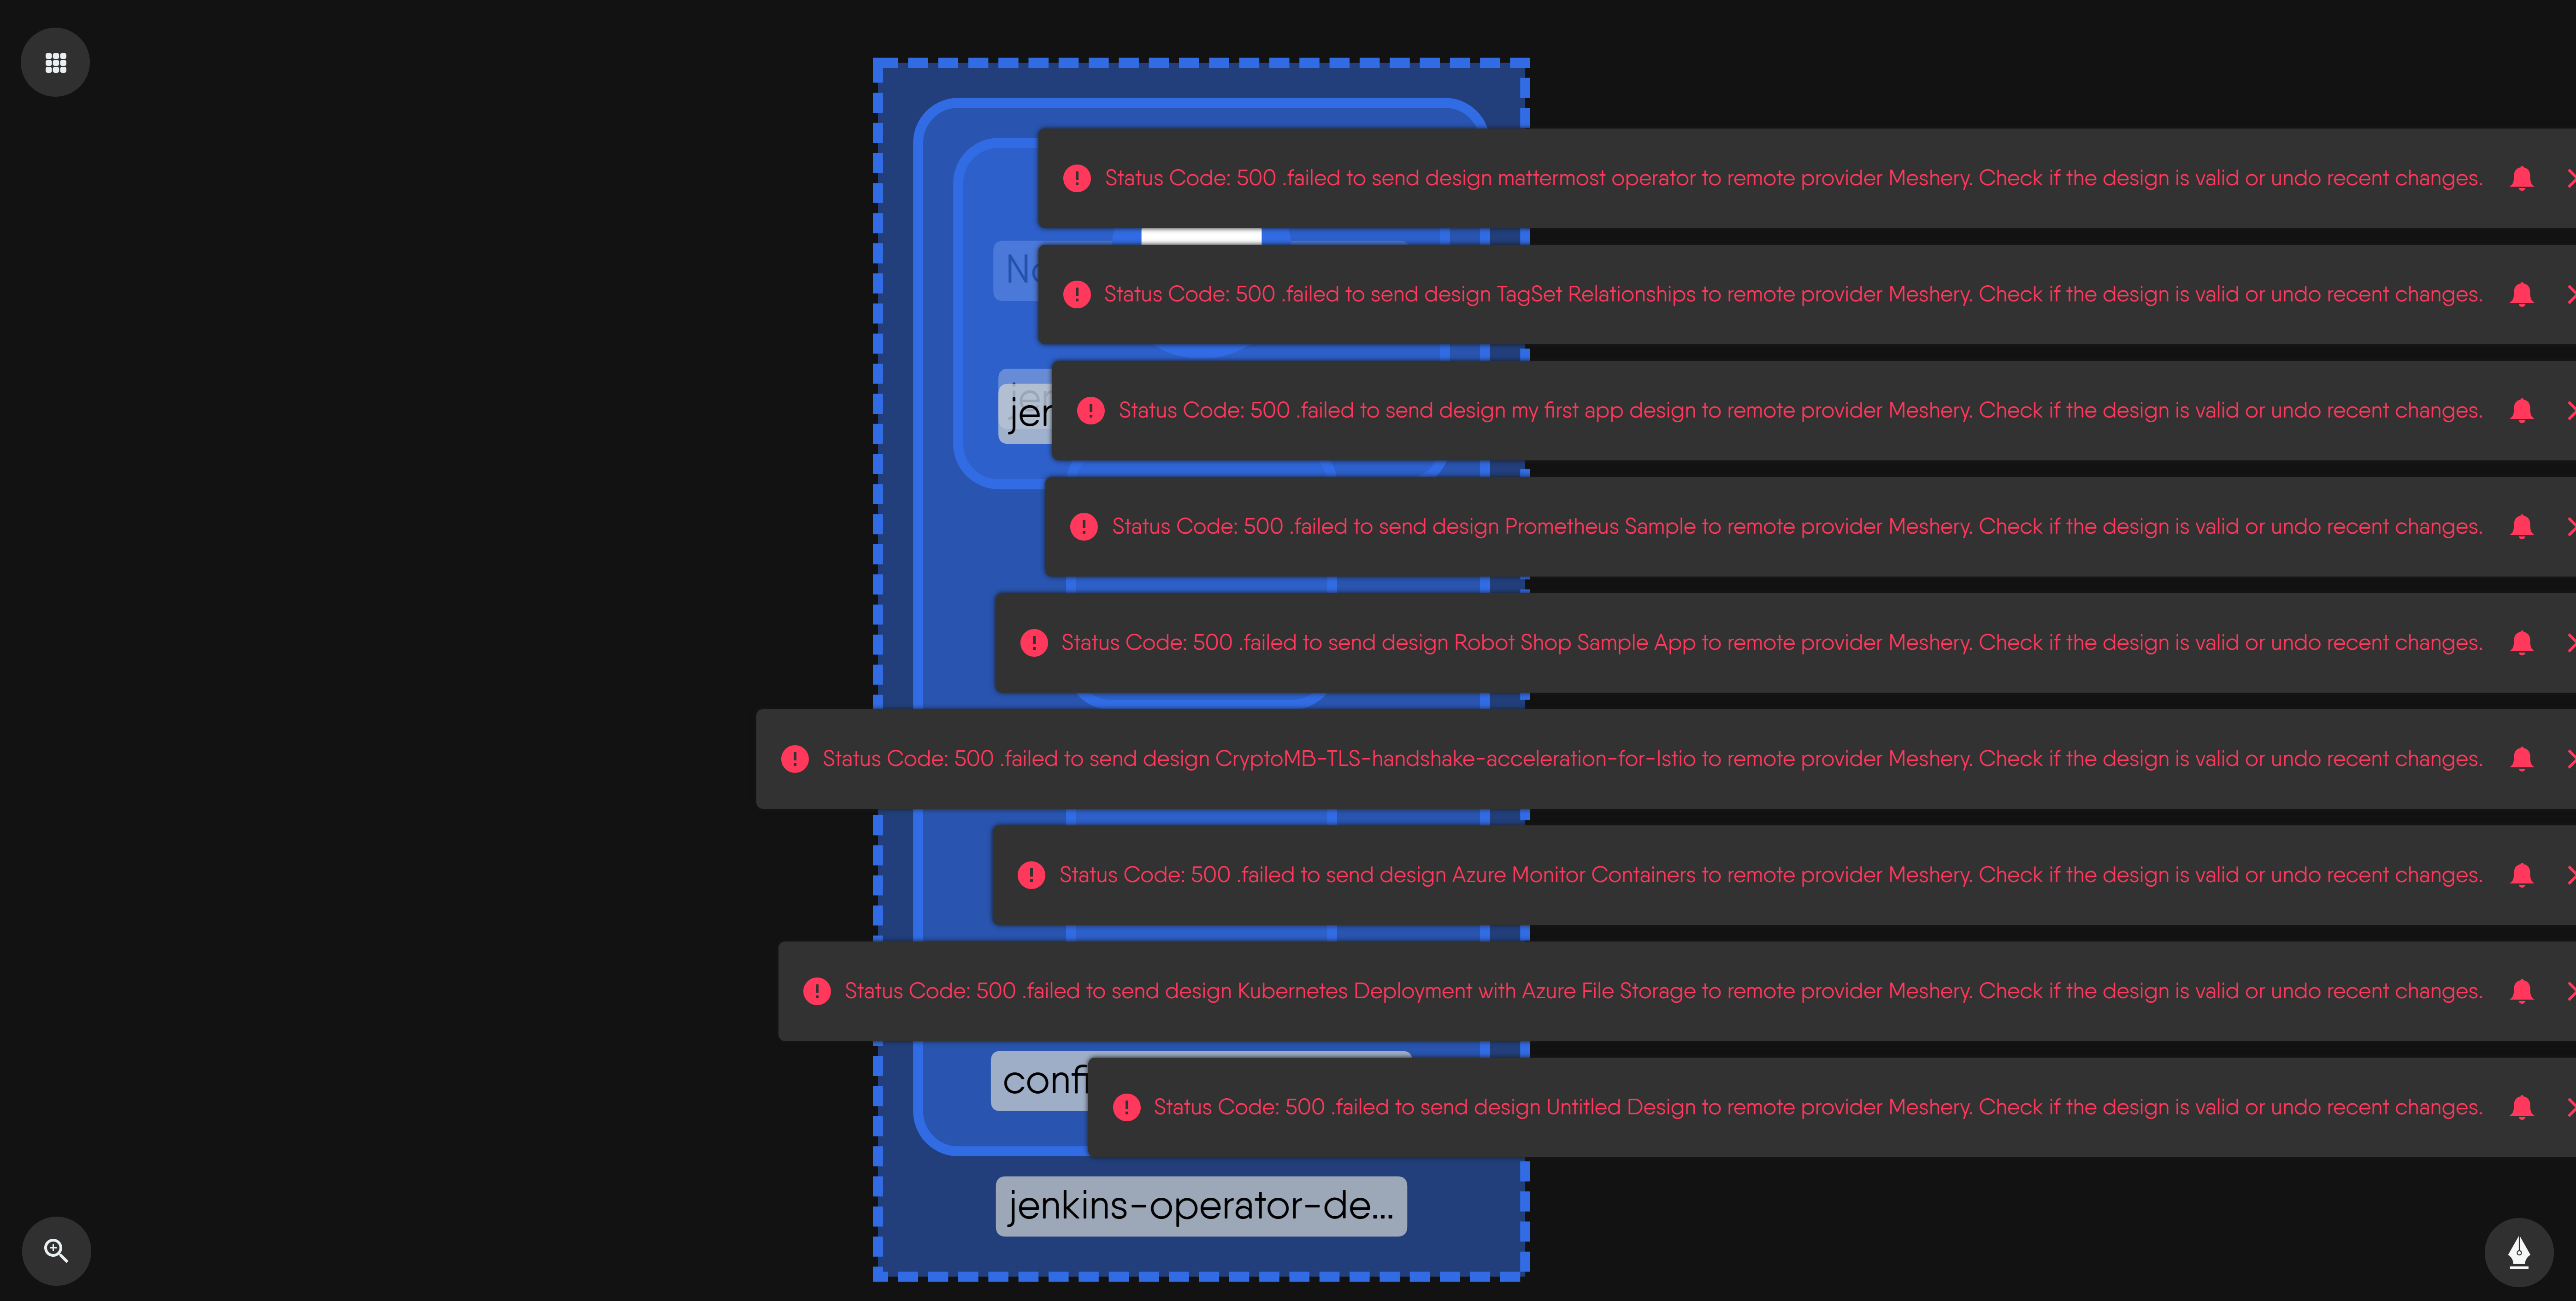 Status Code: 500 .failed to send design mattermost operator to remote provider Meshery. Check if the design is valid or undo recent changes.
Status Code: 500 .failed to send design TagSet Relationships to remote provider Meshery. Check if the design is valid or undo recent changes.
Status Code: 500 .failed to send design my first app design to remote provider Meshery. Check if the design is valid or undo recent changes.
Status Code: 500 .failed to send design Prometheus Sample to remote provider Meshery. Check if the design is valid or undo recent changes.
Status Code: 500 .failed to send design Robot Shop Sample App to remote provider Meshery. Check if the design is valid or undo recent changes.
Status Code: 500 .failed to send design CryptoMB-TLS-handshake-acceleration-for-Istio to remote provider Meshery. Check if the design is valid or undo recent changes.
Status Code: 500 .failed to send design Azure Monitor Containers to remote provider Meshery. Check if the design is valid or undo recent changes.
Status Code: 500 .failed to send design Kubernetes Deployment with Azure File Storage to remote provider Meshery. Check if the design is valid or undo recent changes.
Status Code: 500 .failed to send design Untitled Design to remote provider Meshery. Check if the design is valid or undo recent changes.
jenkins-operator-de...